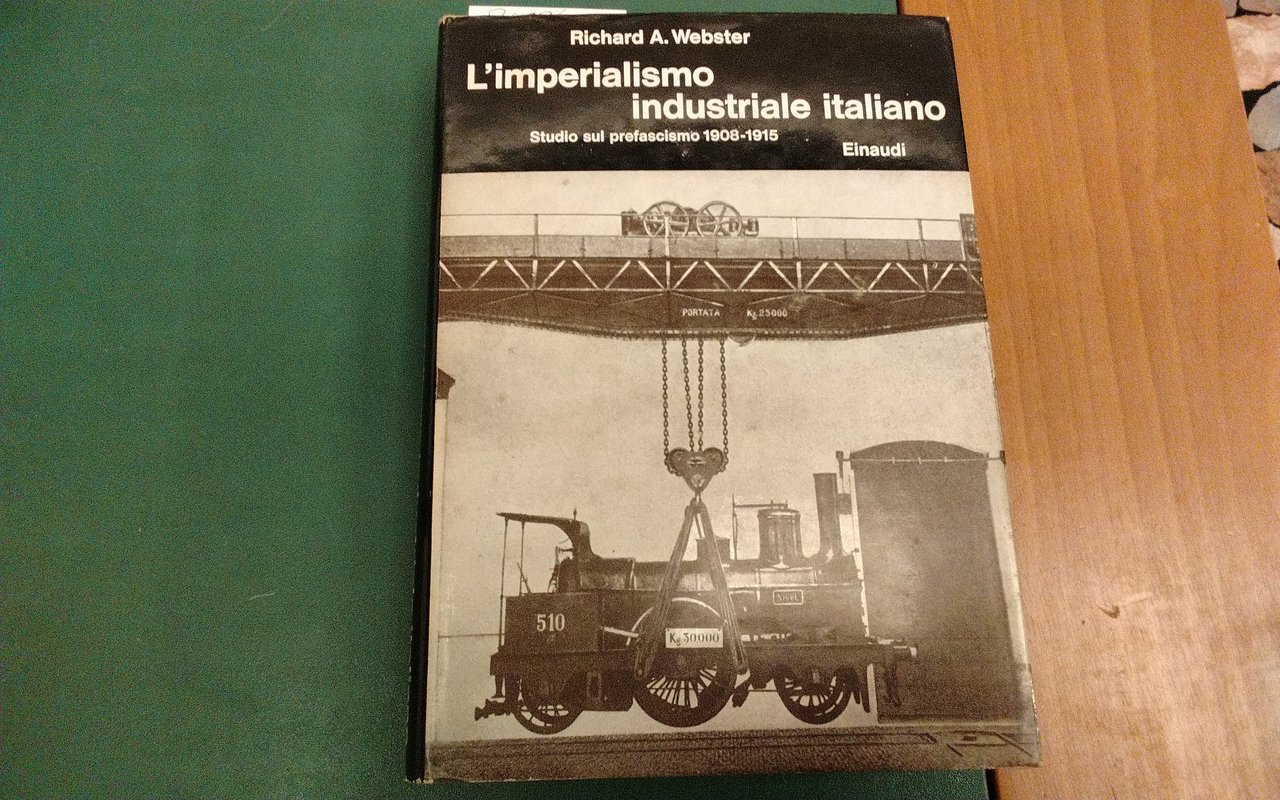 Richard A. Webster
L'imperialismo
industriale italiano
Studio sul prefascismo 1908-1915
Einaudi
PORTATA Kg 25000
510
Kg 30000